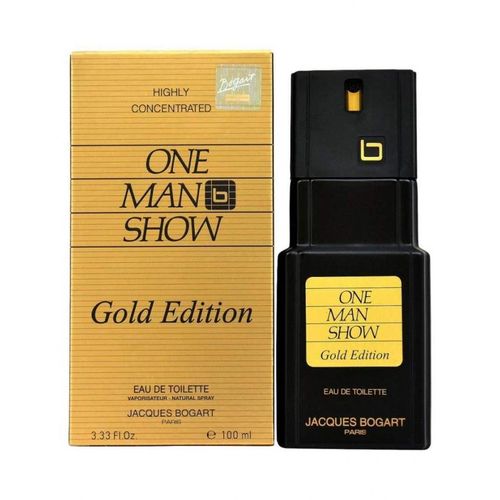 Bogart
HIGHLY
CONCENTRATED
ONE
MAN b
SHOW
Gold Edition
EAU DE TOILETTE
VAPORISATEUR - NATURAL SPRAY
JACQUES BOGART
PARIS
3.33 Fl.Oz. ℮ 100 ml
b
ONE
MAN
SHOW
Gold Edition
EAU DE TOILETTE
JACQUES BOGART
PARIS